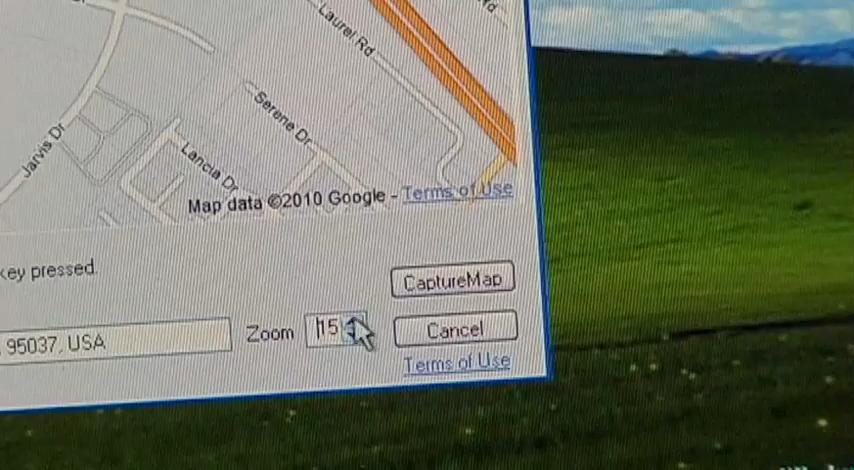 Laurel Rd
Serene Dr
Jarvis Dr
Lancia Dr
Map data ©2010 Google - Terms of Use
key pressed.
CaptureMap
95037, USA
Zoom
15
Cancel
Terms of Use